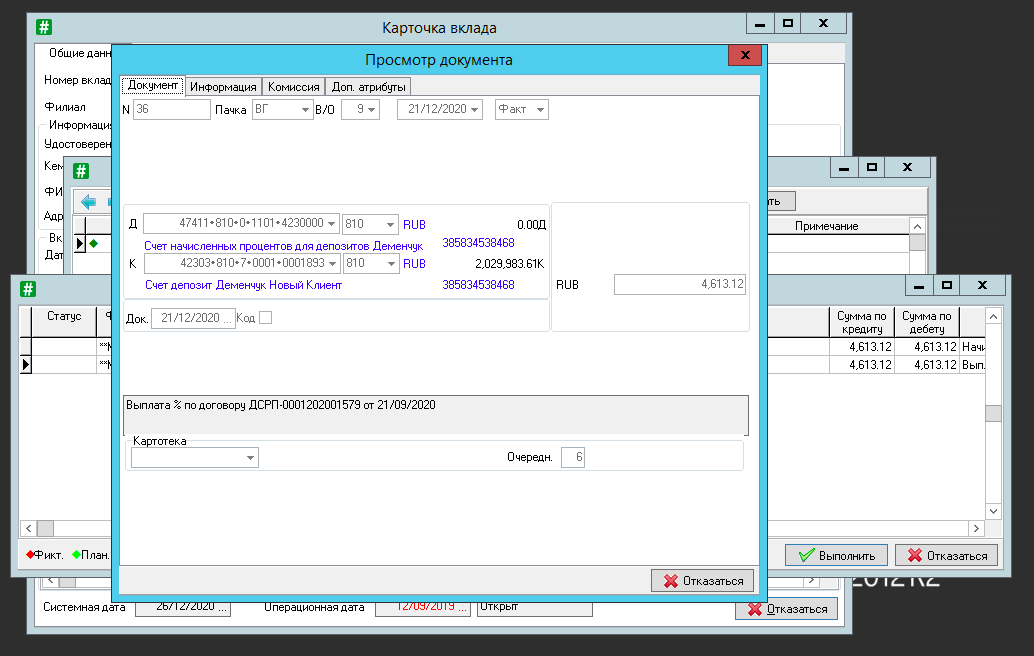 Карточка вклада
Просмотр документа
Общие данн
Номер вклад
Филиал
Информация
Удостоверен
Кем
ФИ
Адр
Вк
Дат
Документ Информация Комиссия Доп. атрибуты
N 36 Пачка ВГ В/О 9 21/12/2020 Факт
ть
Примечание
Д 47411*810*0*1101*4230000 810 RUB 0.00Д
Счет начисленных процентов для депозитов Деменчук 385834538468
К 42303*810*7*0001*0001893 810 RUB 2,029,983.61К
Счет депозит Деменчук Новый Клиент 385834538468
RUB 4,613.12
Док. 21/12/2020 ... Код
Статус
Сумма по кредиту
Сумма по дебету
4,613.12 4,613.12 Начи
4,613.12 4,613.12 Вып.
Выплата % по договору ДСРП-0001202001579 от 21/09/2020
Картотека
Очередн. 6
Фикт. План.
Выполнить Отказаться
Отказаться
2012 R2
Системная дата 26/12/2020 ... Операционная дата 12/09/2019 ... Открыт
Отказаться